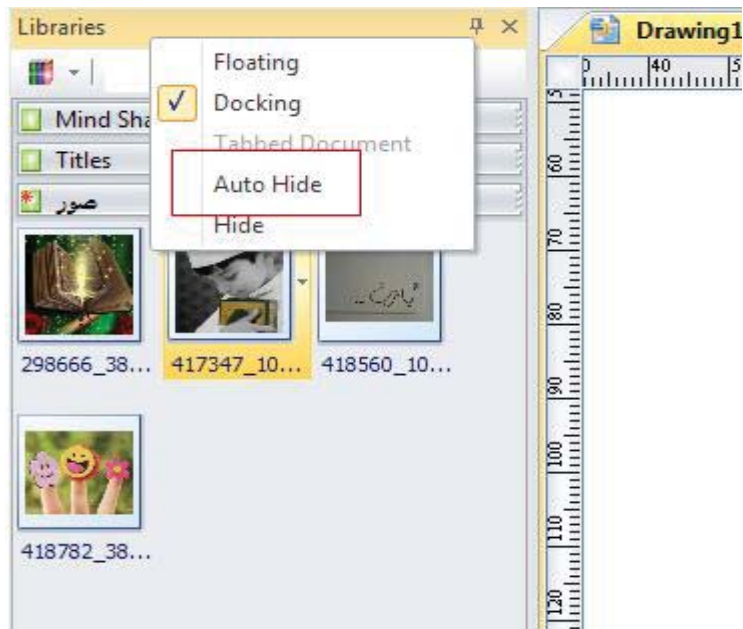 Libraries
Drawing1
Floating
Docking
Tabbed Document
Auto Hide
Hide
Mind Sha
Titles
صور
298666_38...
417347_10...
418560_10...
418782_38...
40
60
70
80
90
100
110
120